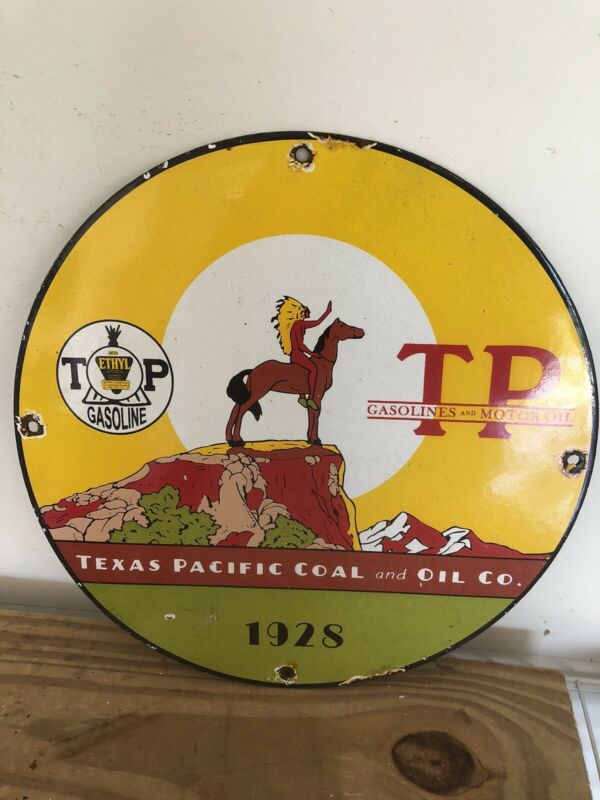 T P
ETHYL
GASOLINE
TP
GASOLINES AND MOTOR OIL
TEXAS PACIFIC COAL and OIL CO.
1928